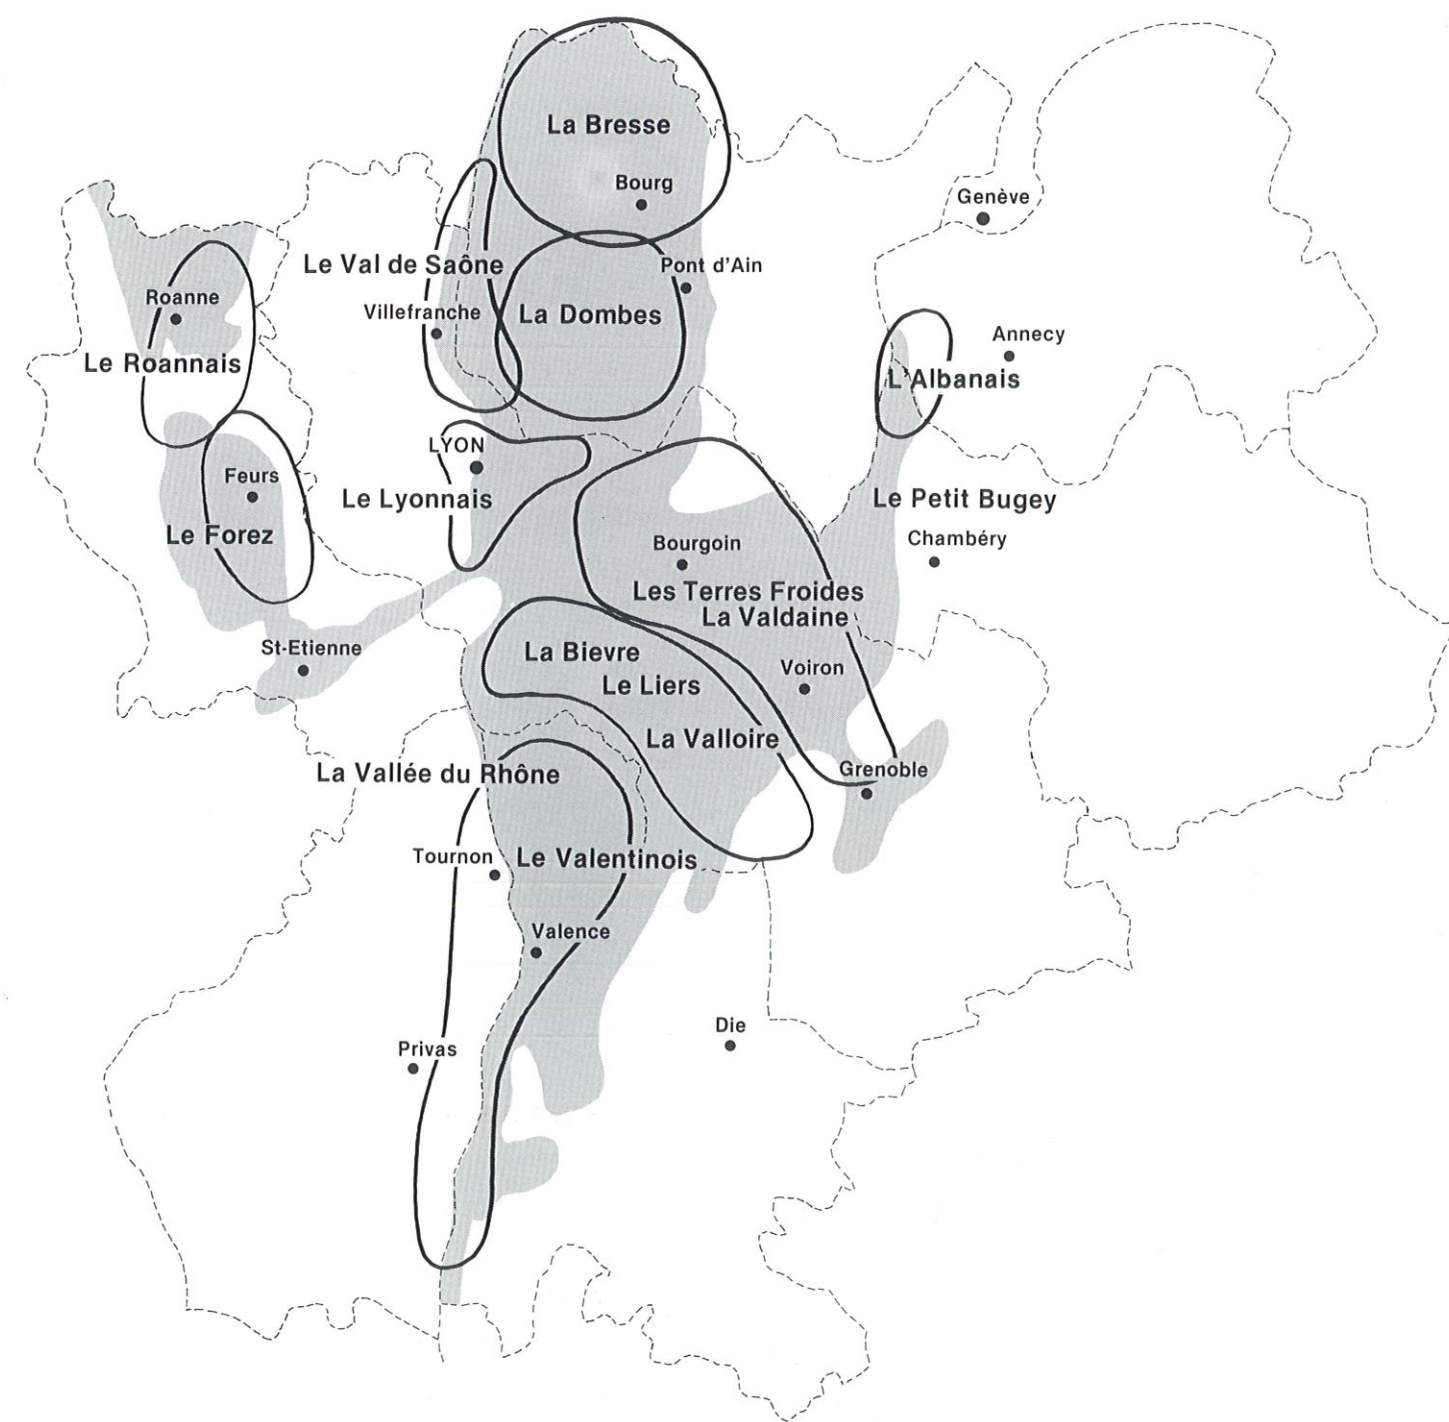 La Bresse
Bourg
Genève
Le Val de Saône
Pont d'Ain
Roanne
Villefranche
La Dombes
Annecy
Le Roannais
L'Albanais
LYON
Feurs
Le Lyonnais
Le Petit Bugey
Le Forez
Bourgoin
Chambéry
Les Terres Froides
La Valdaine
St-Etienne
La Bievre
Voiron
Le Liers
La Valloire
La Vallée du Rhône
Grenoble
Tournon
Le Valentinois
Valence
Die
Privas